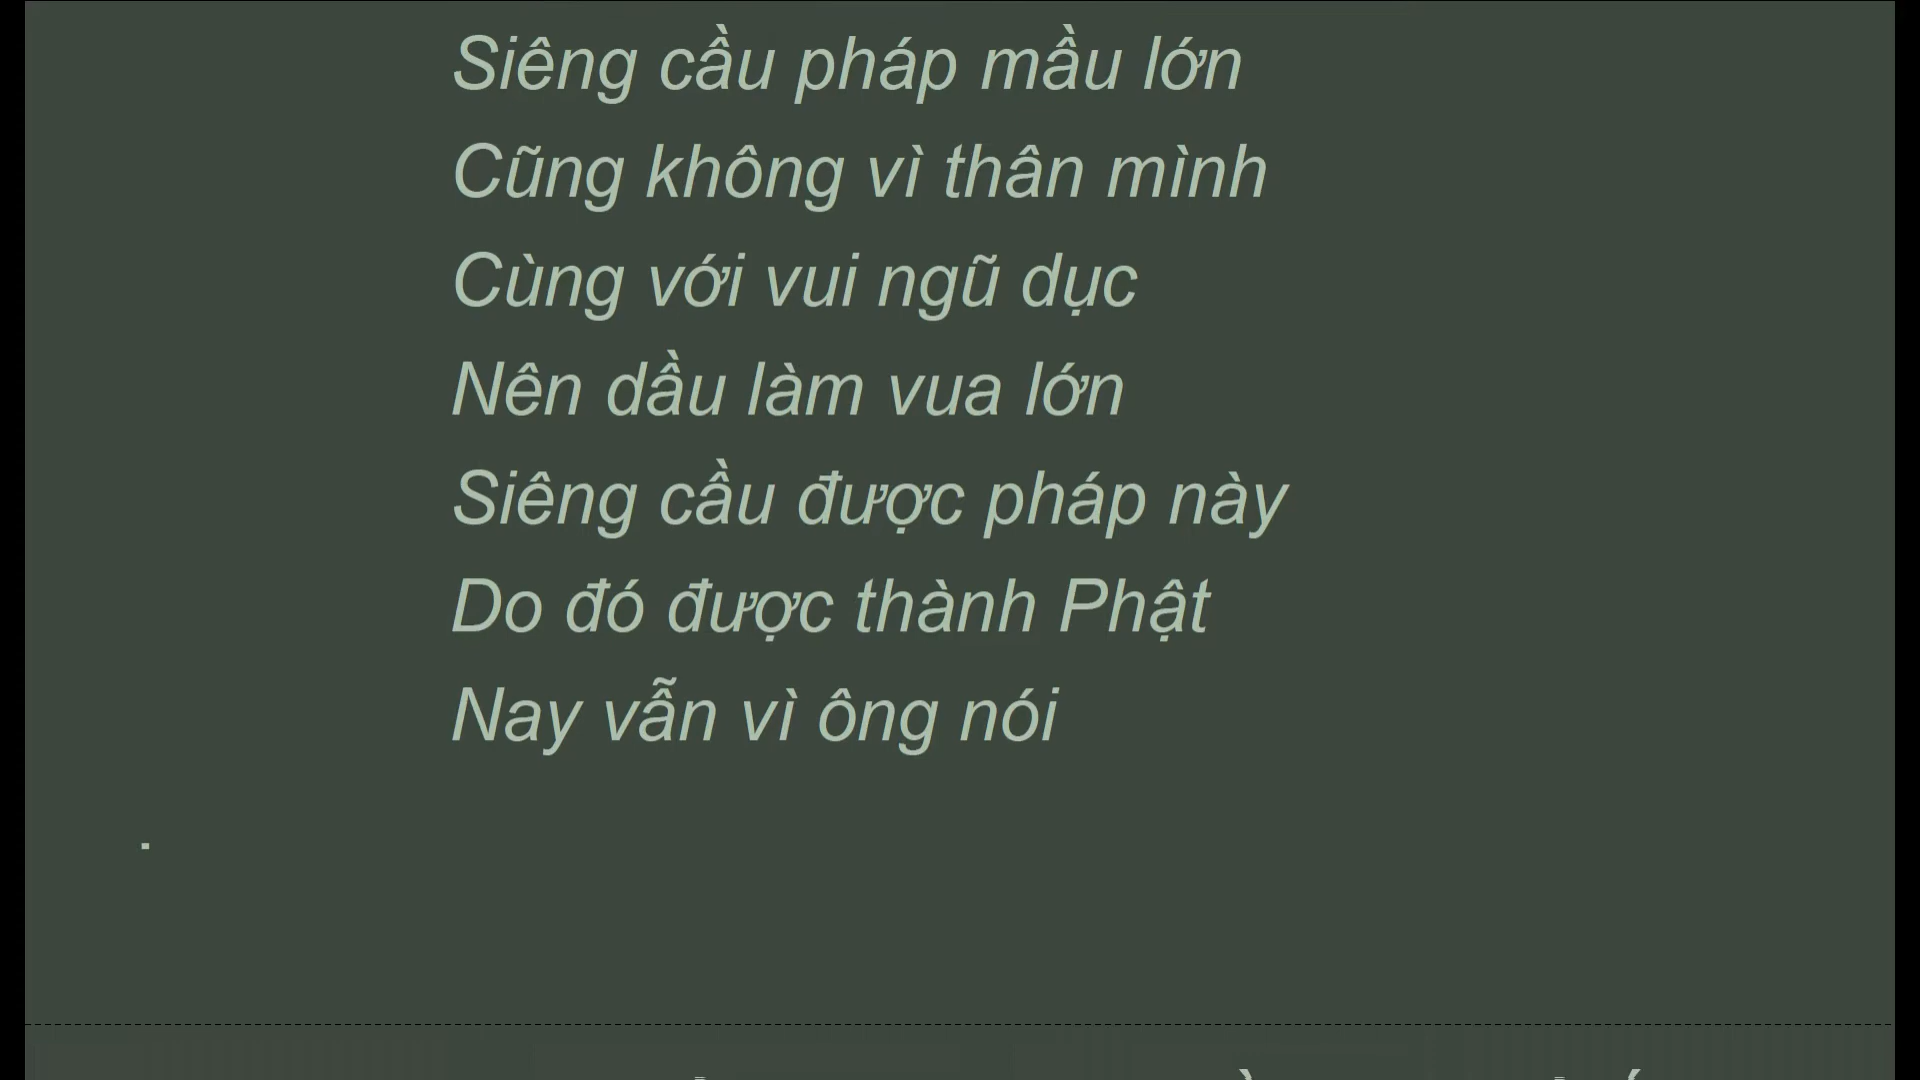 Siêng cầu pháp mầu lớn
Cũng không vì thân mình
Cùng với vui ngũ dục
Nên dầu làm vua lớn
Siêng cầu được pháp này
Do đó được thành Phật
Nay vẫn vì ông nói
.